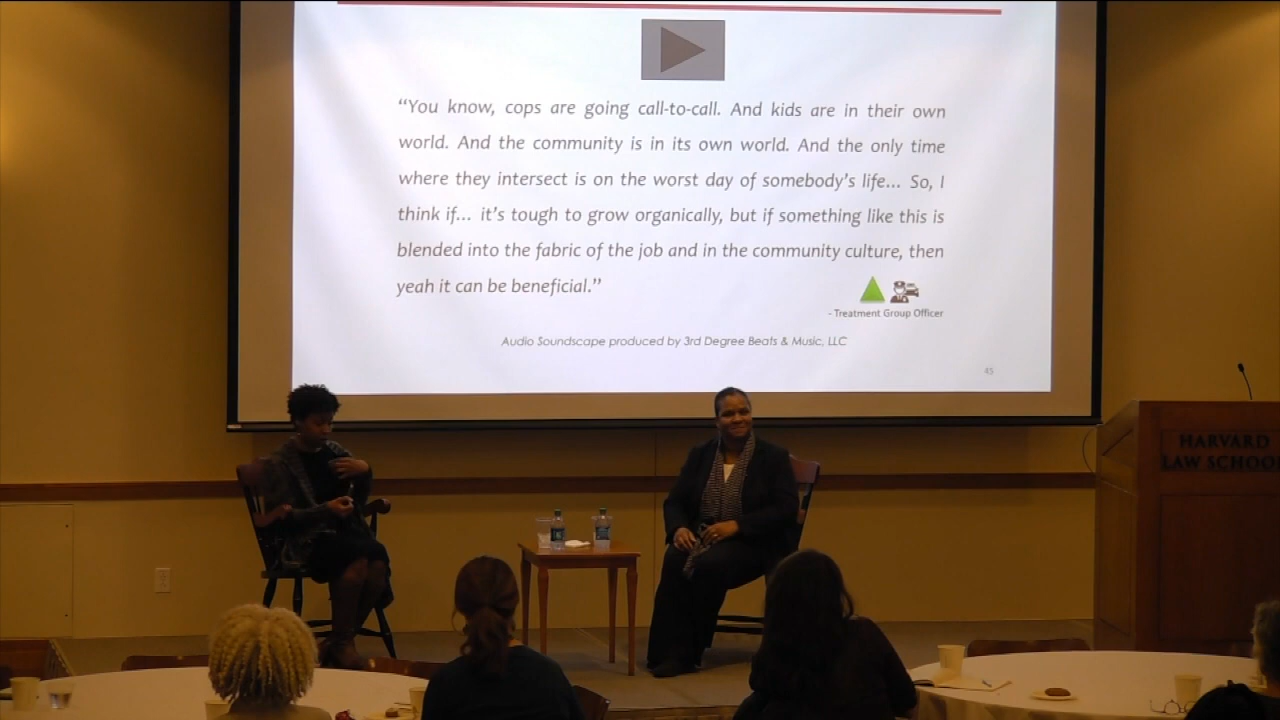 “You know, cops are going call-to-call. And kids are in their own
world. And the community is in its own world. And the only time
where they intersect is on the worst day of somebody’s life... So, I
think if... it’s tough to grow organically, but if something like this is
blended into the fabric of the job and in the community culture, then
yeah it can be beneficial.”
- Treatment Group Officer
Audio Soundscape produced by 3rd Degree Beats & Music, LLC
45
HARVARD
LAW SCHOO